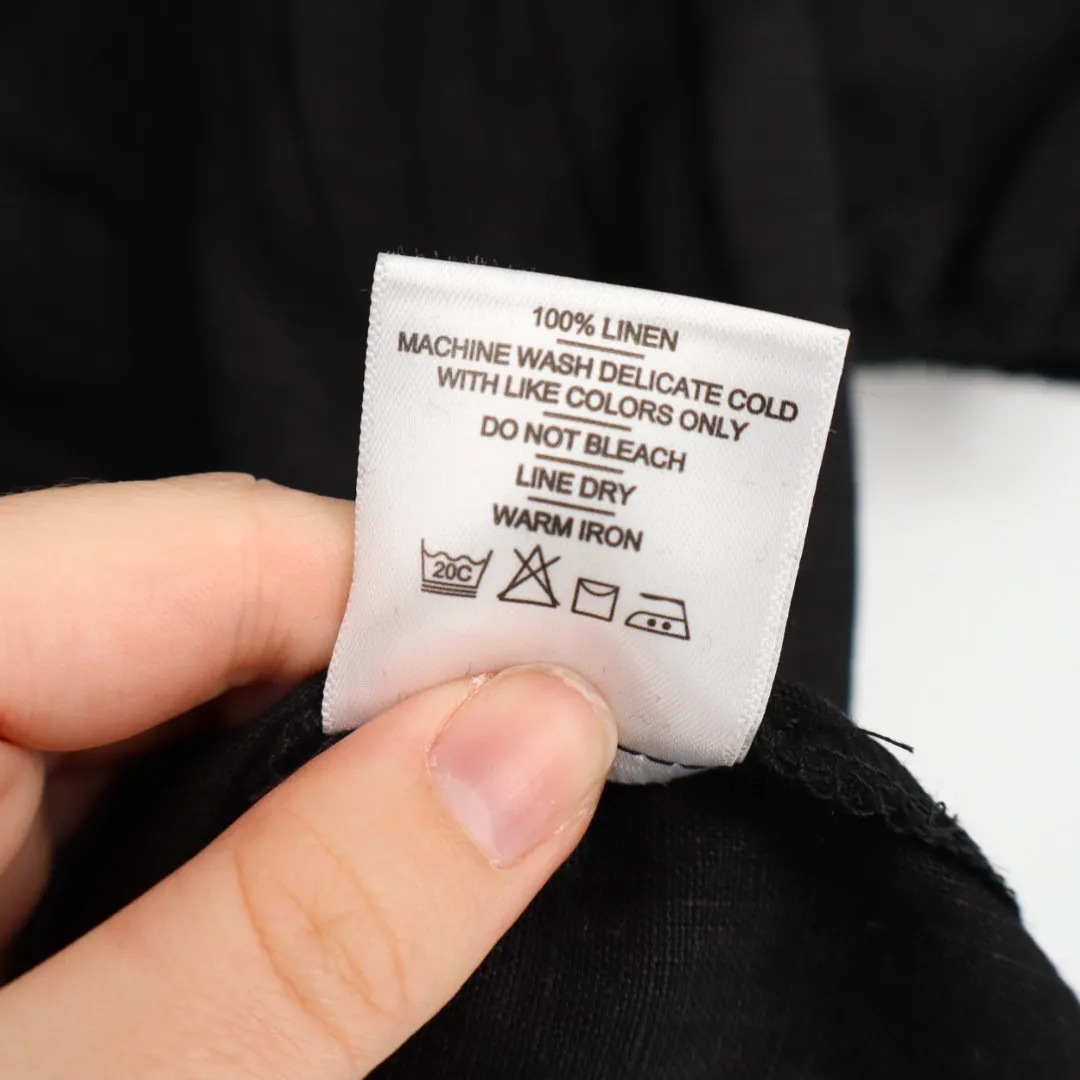 100% LINEN
MACHINE WASH DELICATE COLD
WITH LIKE COLORS ONLY
DO NOT BLEACH
LINE DRY
WARM IRON
20C